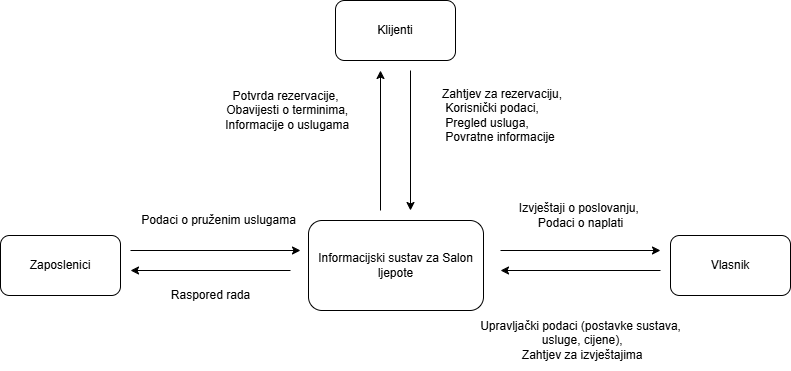 Klijenti
Potvrda rezervacije,
Obavijesti o terminima,
Informacije o uslugama
Zahtjev za rezervaciju,
Korisnički podaci,
Pregled usluga,
Povratne informacije
Podaci o pruženim uslugama
Izvještaji o poslovanju,
Podaci o naplati
Zaposlenici
Informacijski sustav za Salon
ljepote
Vlasnik
Raspored rada
Upravljački podaci (postavke sustava,
usluge, cijene),
Zahtjev za izvještajima